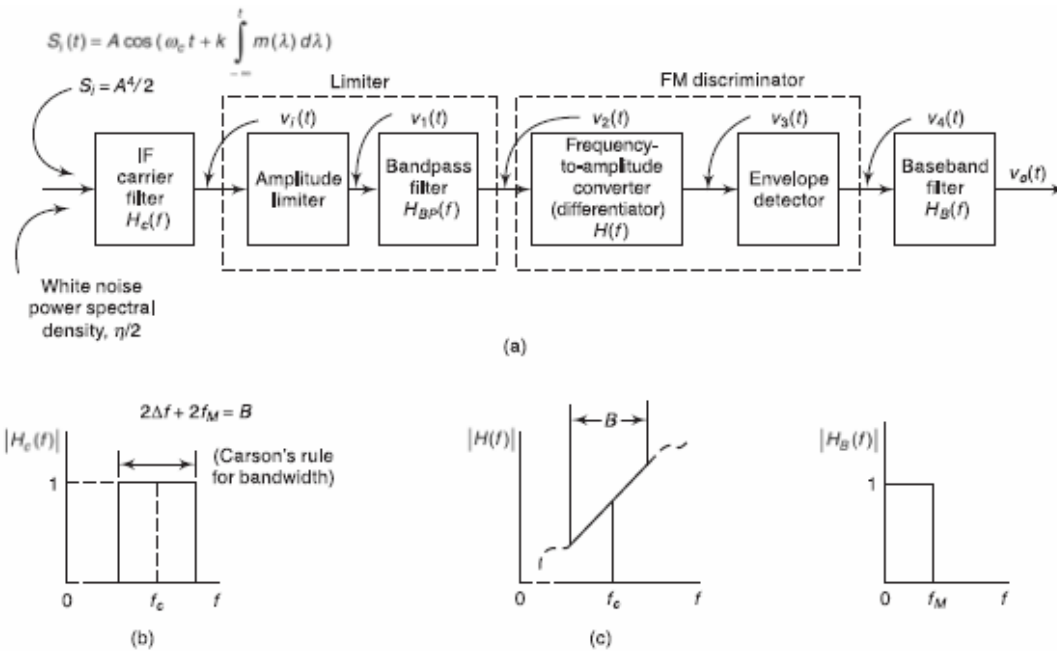 S_i(t) = A cos (ω_c t + k ∫_{-∞}^{t} m(λ) dλ)
S_i = A⁴/2
Limiter
FM discriminator
v_i(t)
v_1(t)
v_2(t)
v_3(t)
v_4(t)
IF
carrier
filter
H_c(f)
Amplitude
limiter
Bandpass
filter
H_BP(f)
Frequency-
to-amplitude
converter
(differentiator)
H(f)
Envelope
detector
Baseband
filter
H_B(f)
v_o(t)
White noise
power spectral
density, η/2
(a)
2Δf + 2f_M = B
|H_c(f)|
(Carson's rule
for bandwidth)
1
0
f_c
f
(b)
B
|H(f)|
0
f_c
f
(c)
|H_B(f)|
1
0
f_M
f